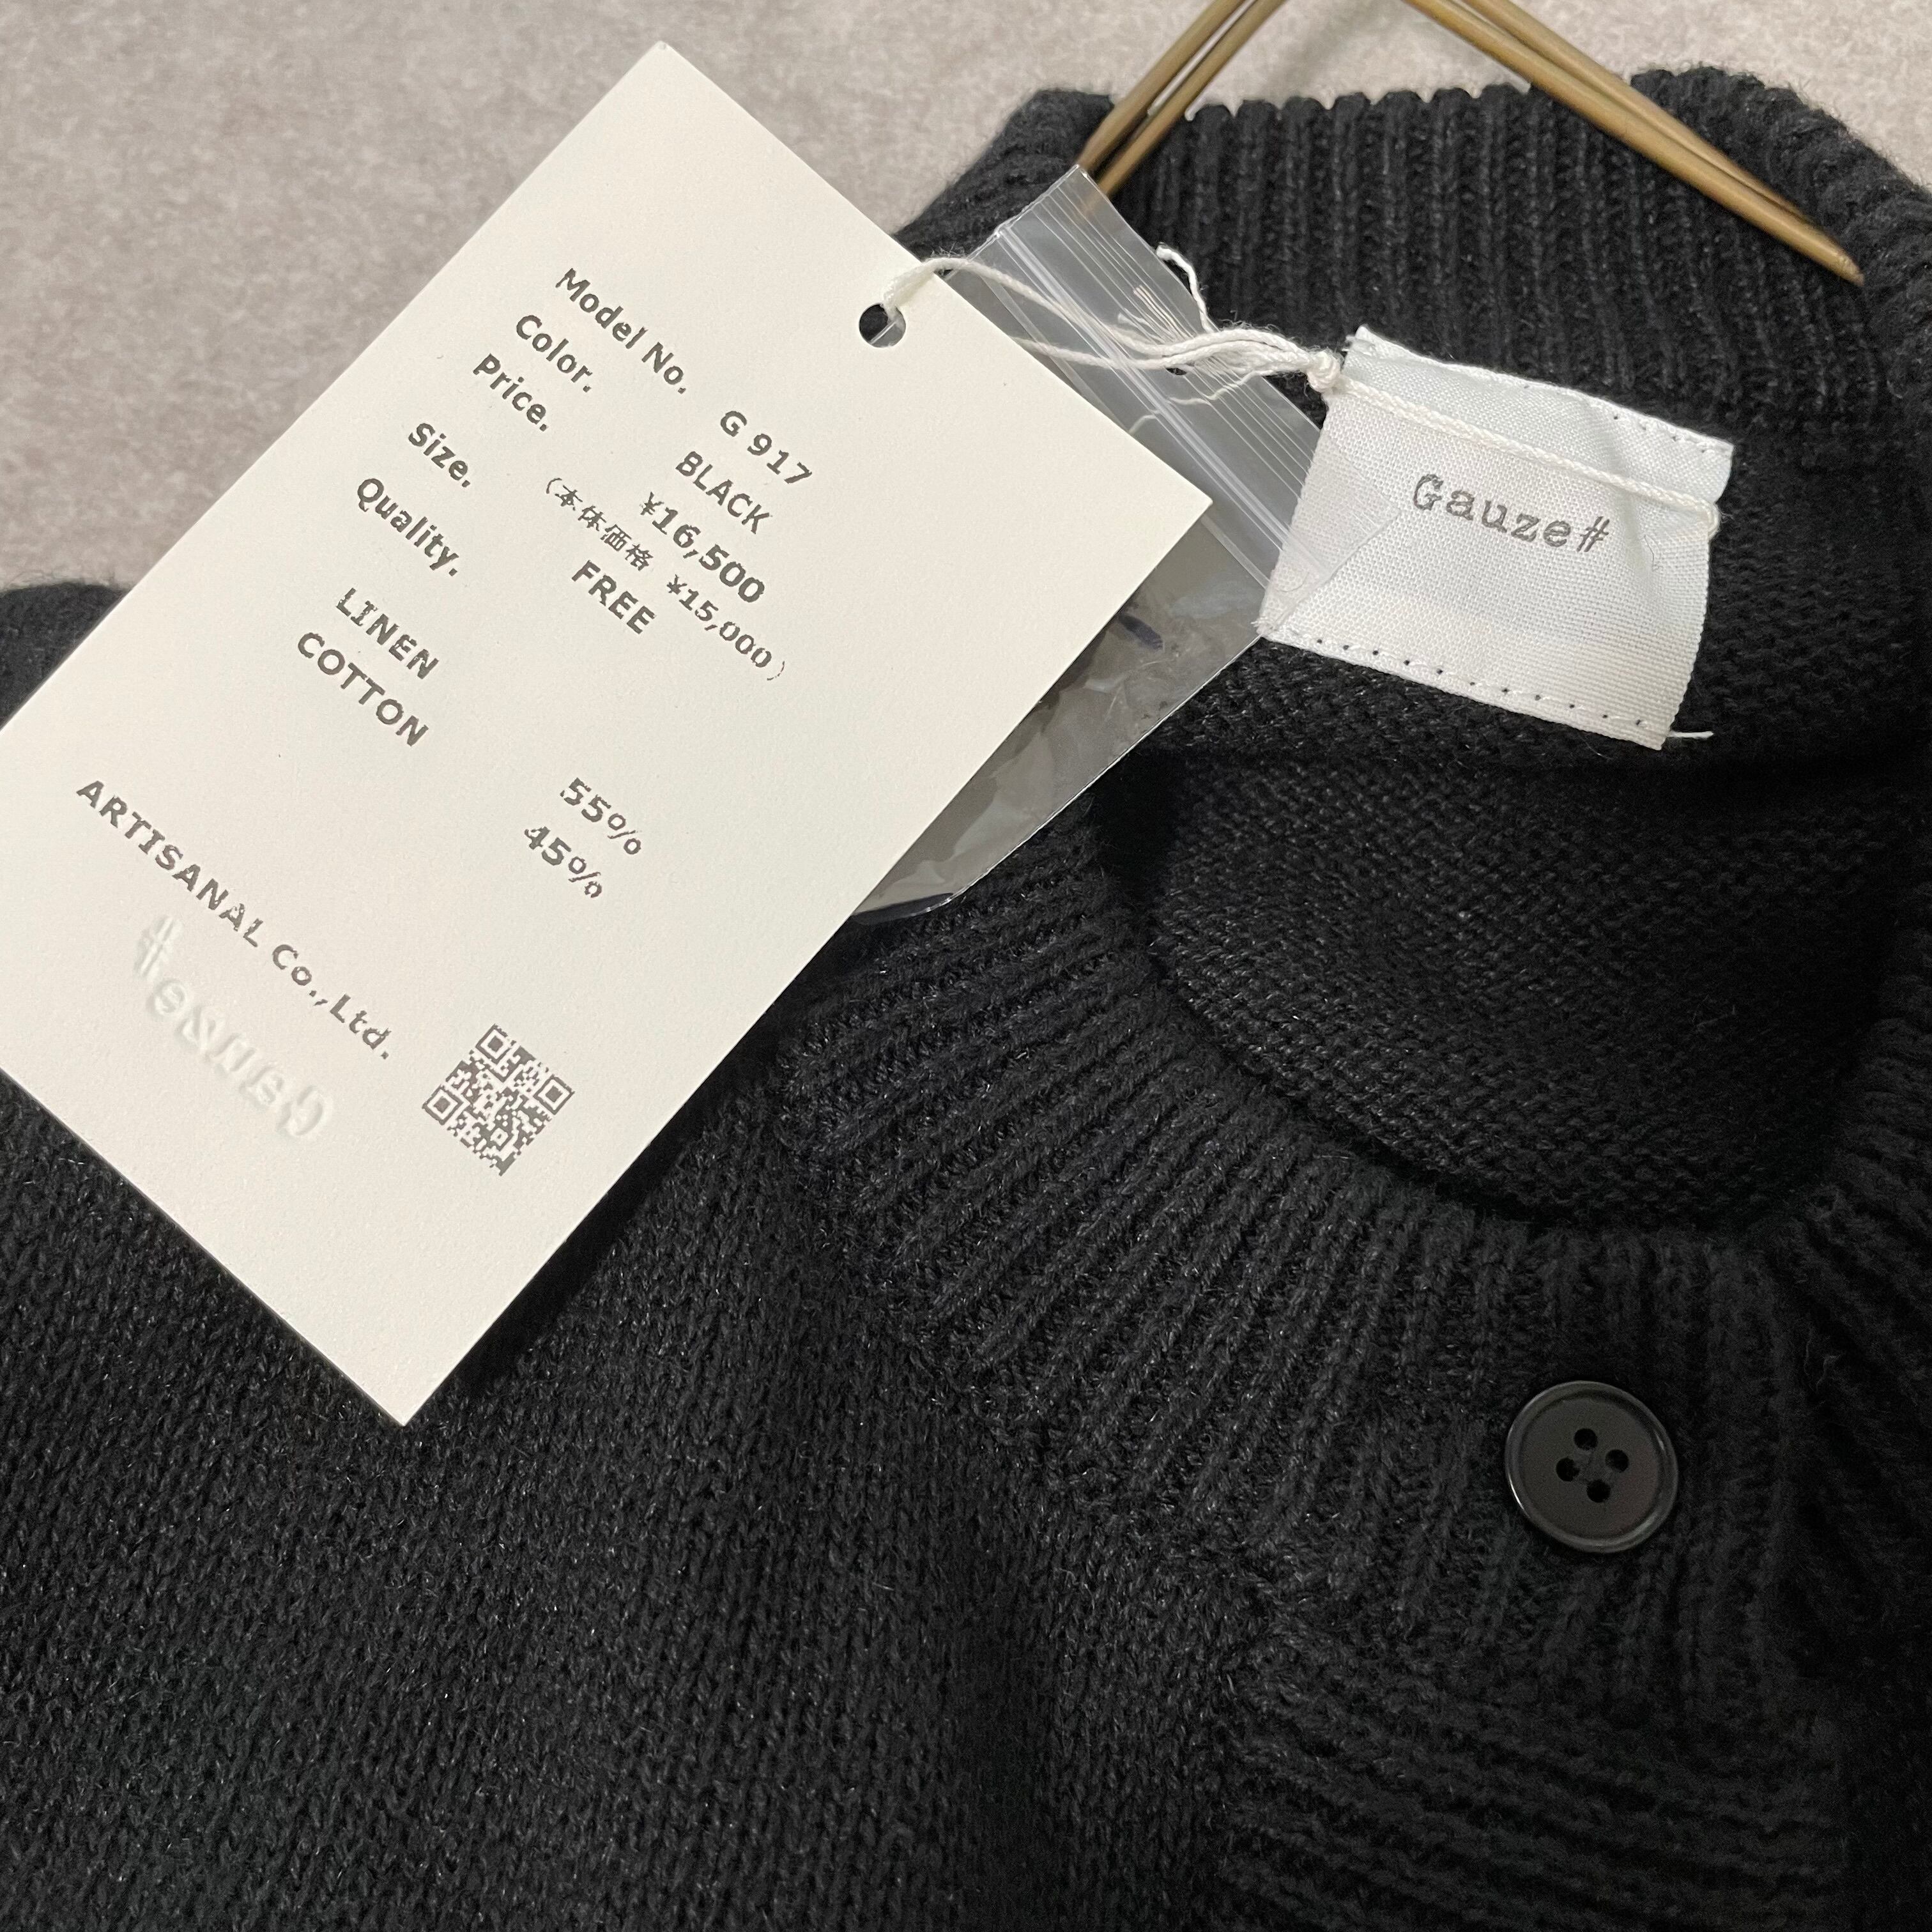 Model No. G 917
Color. BLACK
Price. ¥16,500
(本体価格 ¥15,000)
Size. FREE
Quality.
LINEN 55%
COTTON 45%
ARTISANAL Co.,Ltd.
Gauze#
Gauze#